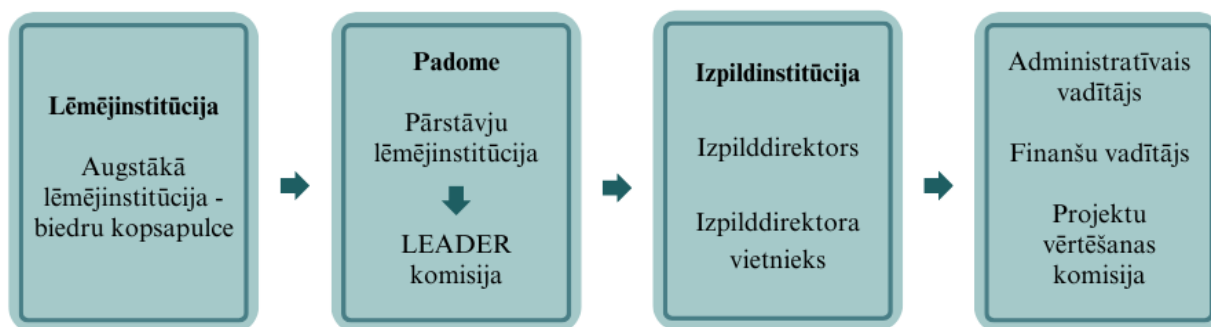 Lēmējinstitūcija
Augstākā
lēmējinstitūcija -
biedru kopsapulce
Padome
Pārstāvju
lēmējinstitūcija
LEADER
komisija
Izpildinstitūcija
Izpilddirektors
Izpilddirektora
vietnieks
Administratīvais
vadītājs
Finanšu vadītājs
Projektu
vērtēšanas
komisija